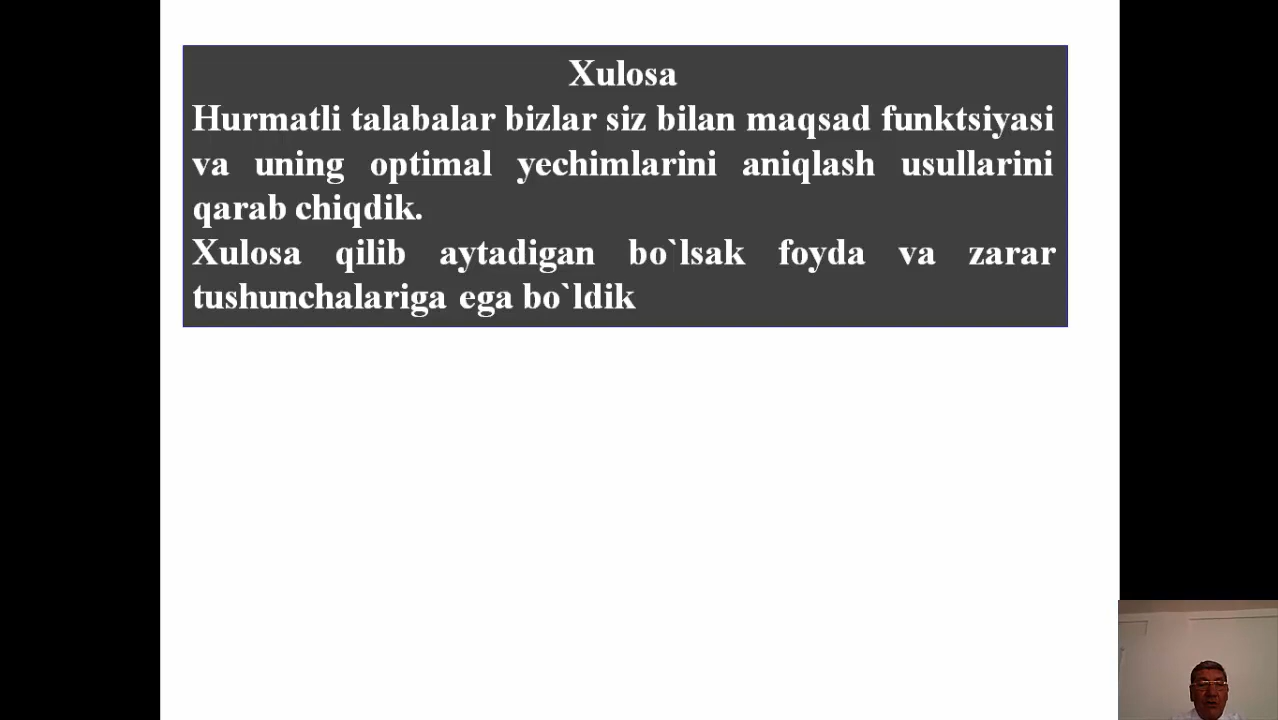 Xulosa
Hurmatli talabalar bizlar siz bilan maqsad funktsiyasi
va uning optimal yechimlarini aniqlash usullarini
qarab chiqdik.
Xulosa qilib aytadigan bo`lsak foyda va zarar
tushunchalariga ega bo`ldik